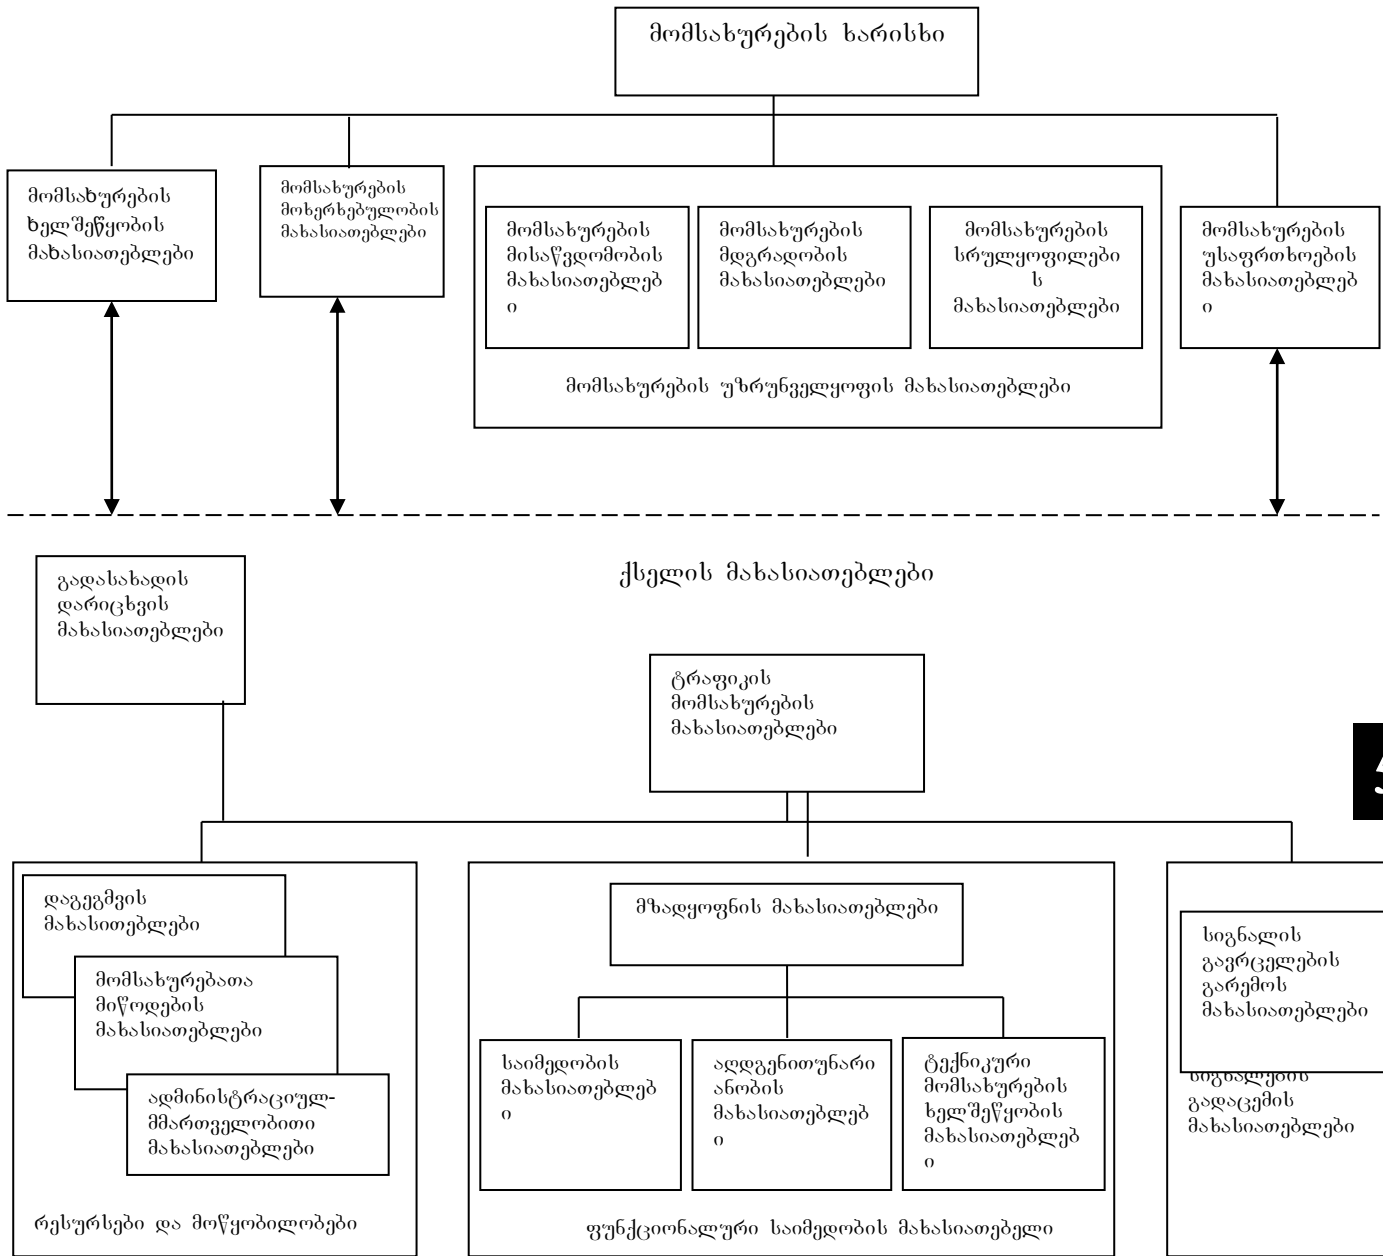 მომსახურების ხარისხი
მომსახურების
ხელშეწყობის
მახასიათებლები
მომსახურების
მოხერხებულობის
მახასიათებლები
მომსახურების
მისაწვდომობის
მახასიათებლებ
ი
მომსახურების
მდგრადობის
მახასიათებლები
მომსახურების
სრულყოფილები
ს
მახასიათებლები
მომსახურების
უსაფრთხოების
მახასიათებლებ
ი
მომსახურების უზრუნველყოფის მახასიათებლები
ქსელის მახასიათებლები
გადასახადის
დარიცხვის
მახასიათებლები
ტრაფიკის
მომსახურების
მახასიათებლები
დაგეგმვის
მახასითებლები
მომსახურებათა
მიწოდების
მახასიათებლები
ადმინისტრაციულ-
მმართველობითი
მახასიათებლები
რესურსები და მოწყობილობები
მზადყოფნის მახასიათებლები
საიმედობის
მახასიათებლებ
ი
აღდგენითუნარი
ანობის
მახასიათებლებ
ი
ტექნიკური
მომსახურების
ხელშეწყობის
მახასიათებლებ
ი
ფუნქციონალური საიმედობის მახასიათებელი
სიგნალის
გავრცელების
გარემოს
მახასიათებლები
სიგნალების
გადაცემის
მახასიათებლები